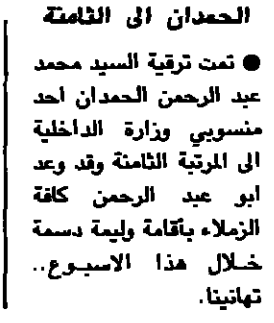 الحمدان الى الثامنة
● تمت ترقية السيد محمد
عبد الرحمن الحمدان احد
منسوبي وزارة الداخلية
الى المرتبة الثامنة وقد وعد
ابو عبد الرحمن كافة
الزملاء بأقامة وليمة دسمة
خلال هذا الاسبوع..
تهانينا.